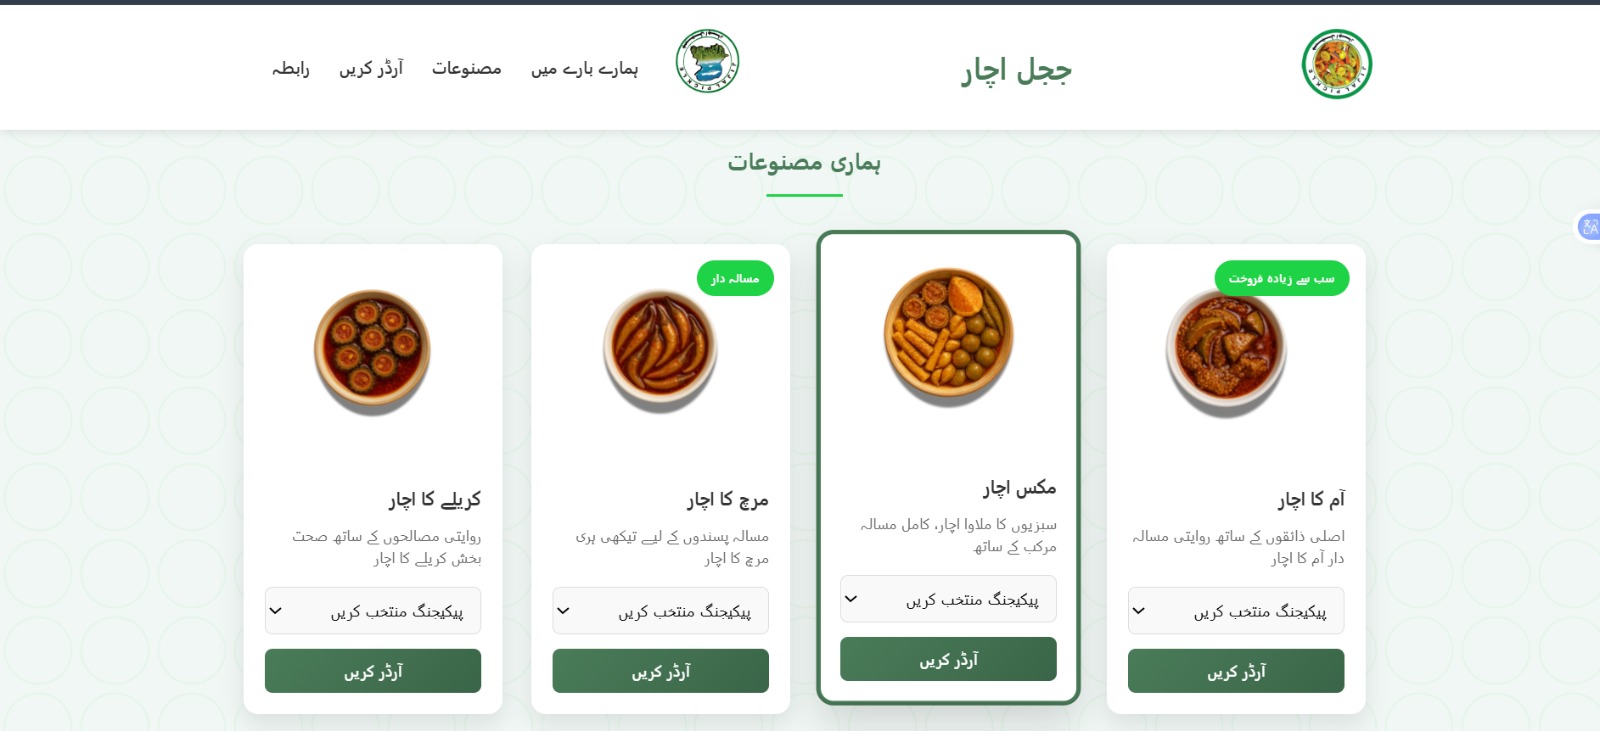 ججل اچار
ہمارے بارے میں
مصنوعات
آرڈر کریں
رابطہ
ہماری مصنوعات
سب سے زیادہ فروخت
آم کا اچار
اصلی ذائقوں کے ساتھ روایتی مسالہ
دار آم کا اچار
پیکیجنگ منتخب کریں
آرڈر کریں
مکس اچار
سبزیوں کا ملاوا اچار، کامل مسالہ
مرکب کے ساتھ
پیکیجنگ منتخب کریں
آرڈر کریں
مسالہ دار
مرچ کا اچار
مسالہ پسندوں کے لیے تیکھی ہری
مرچ کا اچار
پیکیجنگ منتخب کریں
آرڈر کریں
کریلے کا اچار
روایتی مصالحوں کے ساتھ صحت
بخش کریلے کا اچار
پیکیجنگ منتخب کریں
آرڈر کریں